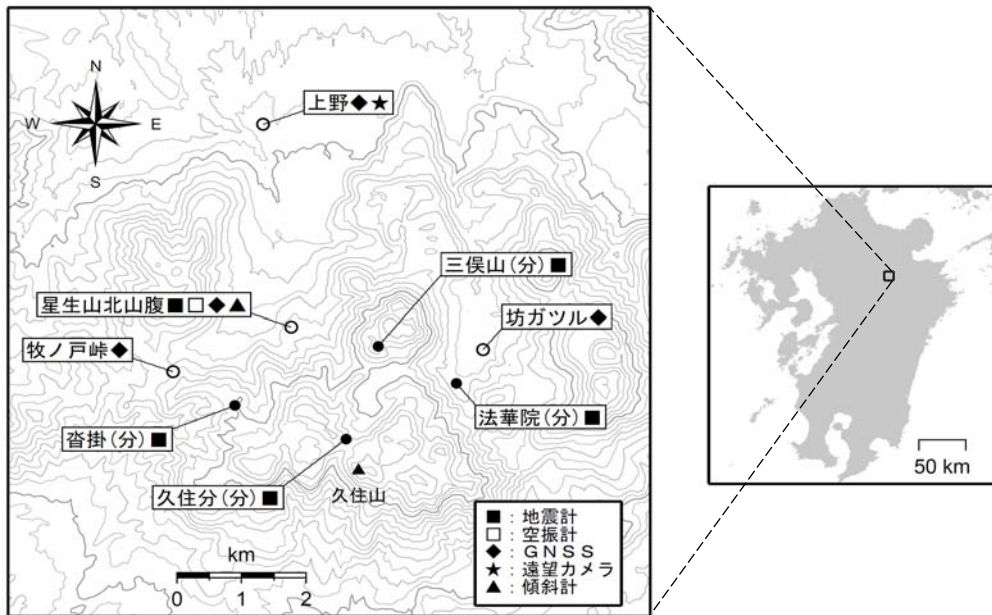 N
W
E
S
上野◆★
三俣山(分)■
星生山北山腹■□◆▲
坊ガツル◆
牧ノ戸峠◆
沓掛(分)■
法華院(分)■
久住分(分)■
久住山
km
0 1 2
■:地震計
□:空振計
◆:GNSS
★:遠望カメラ
▲:傾斜計
50 km